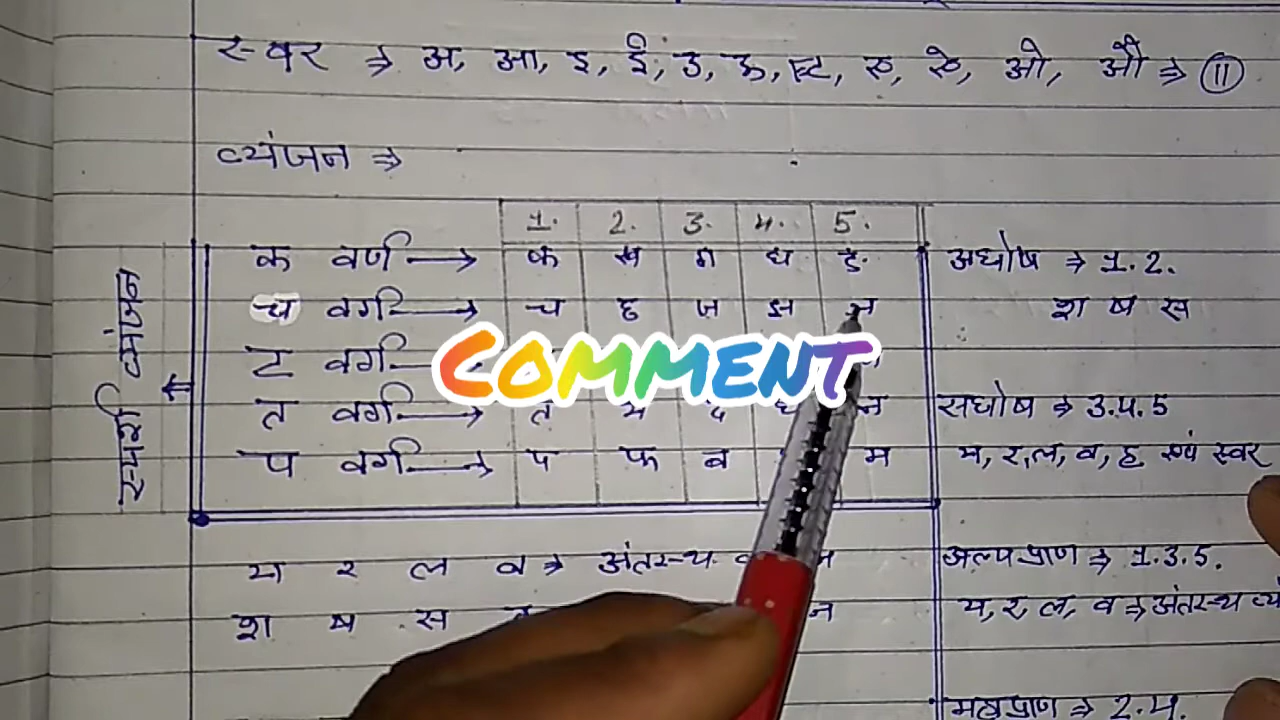 स्वर ⇒ अ, आ, इ, ई, उ, ऊ, ऋ, ए, ऐ, ओ, औ ⇒ 11
व्यंजन ⇒
1. 2. 3. 4. 5.
क वर्ग → क ख ग घ ङ अघोष ⇒ 1.2.
च वर्ग → च छ ज झ श ष स
ट वर्ग
COMMENT
त वर्ग → त थ द ध न सघोष ⇒ 3.4.5
प वर्ग → प फ ब म य, र, ल, व, ह एवं स्वर
स्पर्शी व्यंजन
य र ल व ⇒ अंतस्थ अल्पप्राण ⇒ 1.3.5.
श ष स य, र, ल, व ⇒ अंतस्थ
महाप्राण ⇒ 2.4.